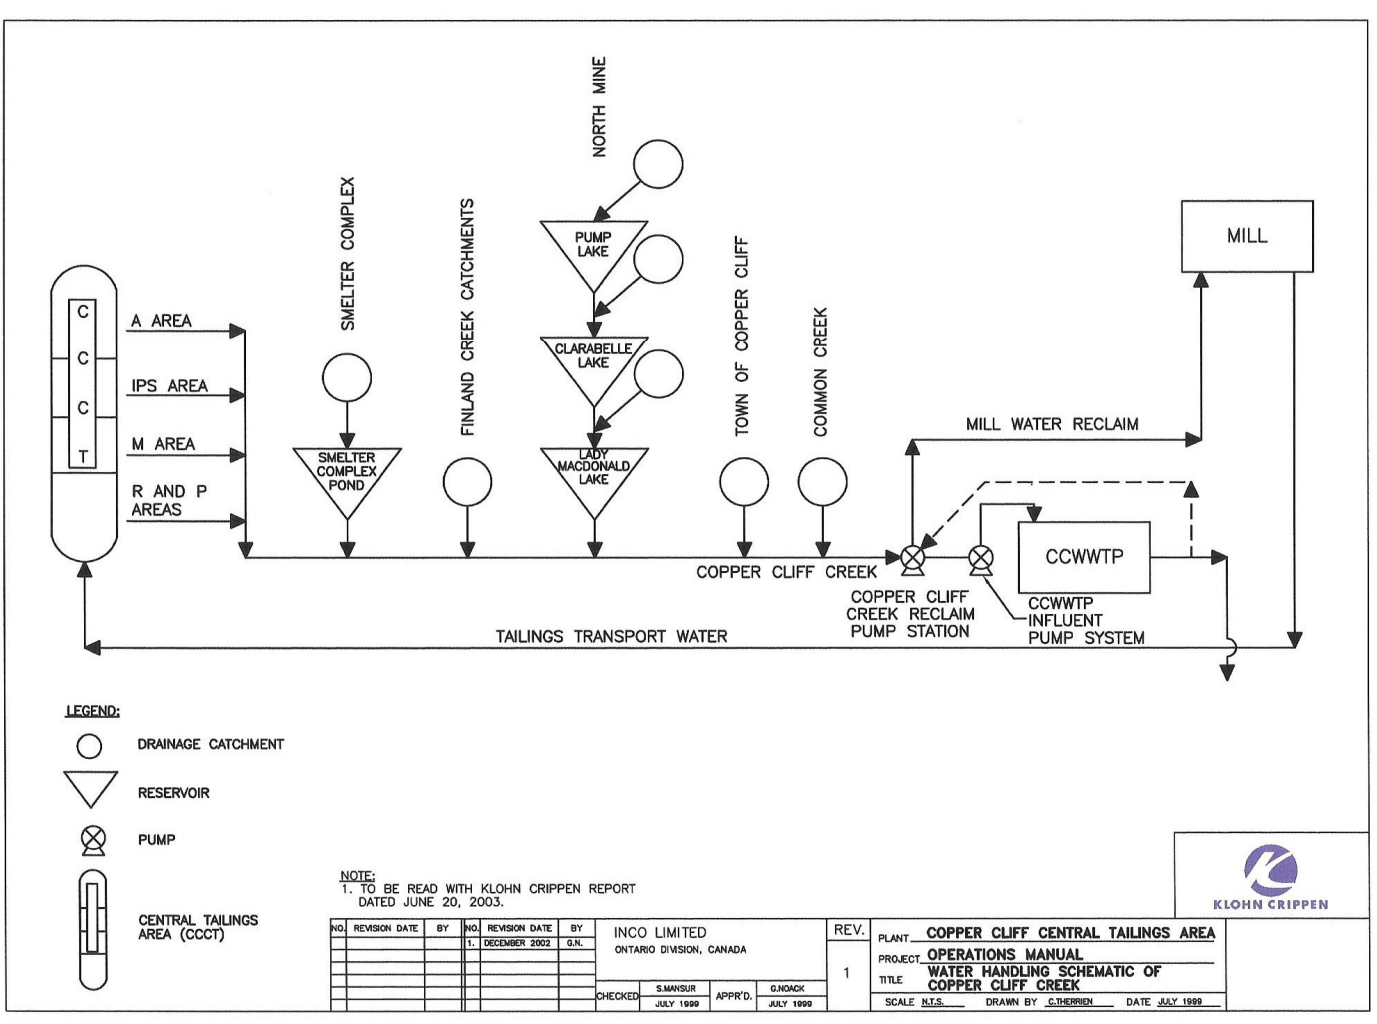 NORTH MINE
SMELTER COMPLEX
FINLAND CREEK CATCHMENTS
TOWN OF COPPER CLIFF
COMMON CREEK
PUMP
LAKE
CLARABELLE
LAKE
LADY
MACDONALD
LAKE
SMELTER
COMPLEX
POND
MILL
C
C
C
T
A AREA
IPS AREA
M AREA
R AND P
AREAS
MILL WATER RECLAIM
CCWWTP
COPPER CLIFF CREEK
COPPER CLIFF
CREEK RECLAIM
PUMP STATION
CCWWTP
INFLUENT
PUMP SYSTEM
TAILINGS TRANSPORT WATER
LEGEND:
DRAINAGE CATCHMENT
RESERVOIR
PUMP
CENTRAL TAILINGS
AREA (CCCT)
NOTE:
1. TO BE READ WITH KLOHN CRIPPEN REPORT
DATED JUNE 20, 2003.
KLOHN CRIPPEN
NO. REVISION DATE BY NO. REVISION DATE BY
1. DECEMBER 2002 G.N.
INCO LIMITED
ONTARIO DIVISION, CANADA
CHECKED S.MANSUR JULY 1999 APPR'D. G.NOACK JULY 1999
REV.
1
PLANT COPPER CLIFF CENTRAL TAILINGS AREA
PROJECT OPERATIONS MANUAL
TITLE WATER HANDLING SCHEMATIC OF
COPPER CLIFF CREEK
SCALE N.T.S. DRAWN BY C.THERRIEN DATE JULY 1999